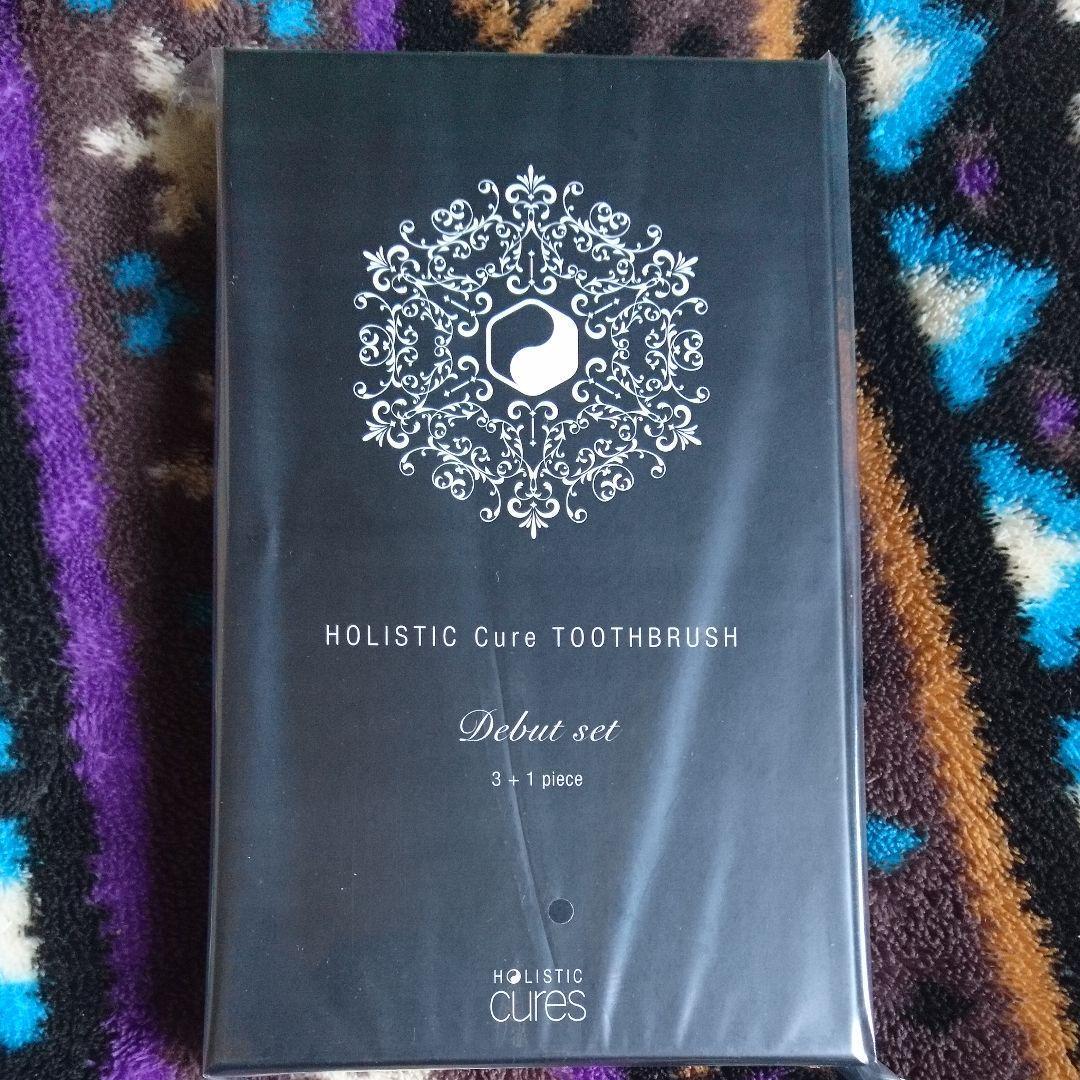 HOLISTIC Cure TOOTHBRUSH
Debut set
3 + 1 piece
HOLISTIC
cures